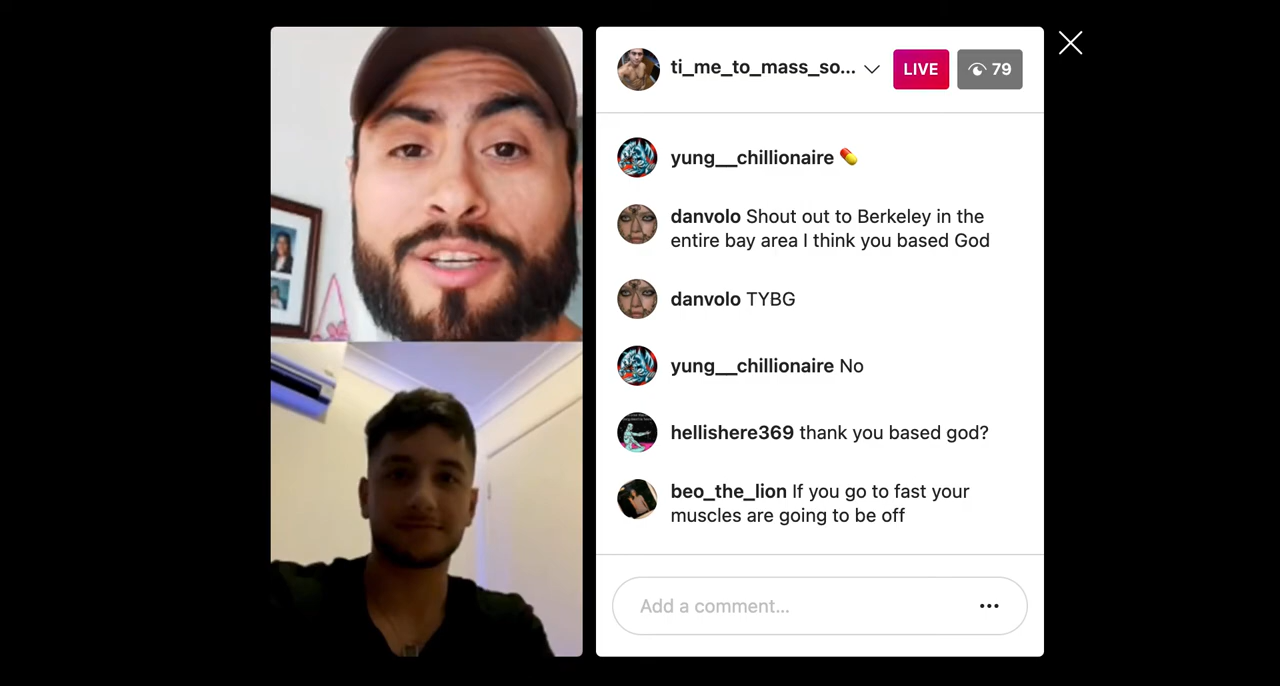 ti_me_to_mass_so...
LIVE
79
yung__chillionaire 💊
danvolo Shout out to Berkeley in the
entire bay area I think you based God
danvolo TYBG
yung__chillionaire No
hellishere369 thank you based god?
beo_the_lion If you go to fast your
muscles are going to be off
Add a comment...